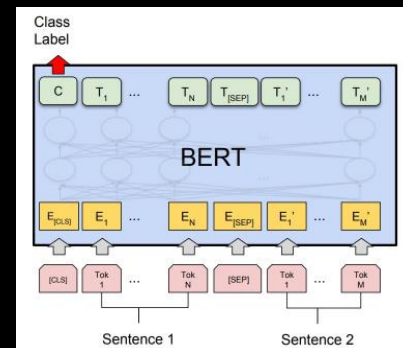 Class
Label
C T1 ... TN T[SEP] T1' ... TM'
BERT
E[CLS] E1 ... EN E[SEP] E1' ... EM'
[CLS] Tok 1 ... Tok N [SEP] Tok 1 ... Tok M
Sentence 1 Sentence 2